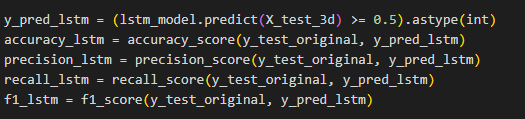 y_pred_lstm = (lstm_model.predict(X_test_3d) >= 0.5).astype(int)
accuracy_lstm = accuracy_score(y_test_original, y_pred_lstm)
precision_lstm = precision_score(y_test_original, y_pred_lstm)
recall_lstm = recall_score(y_test_original, y_pred_lstm)
f1_lstm = f1_score(y_test_original, y_pred_lstm)